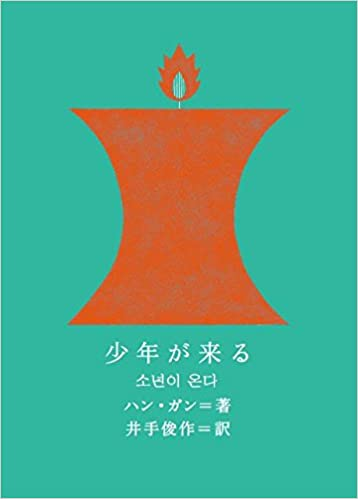 少年が来る
소년이 온다
ハン・ガン＝著
井手俊作＝訳